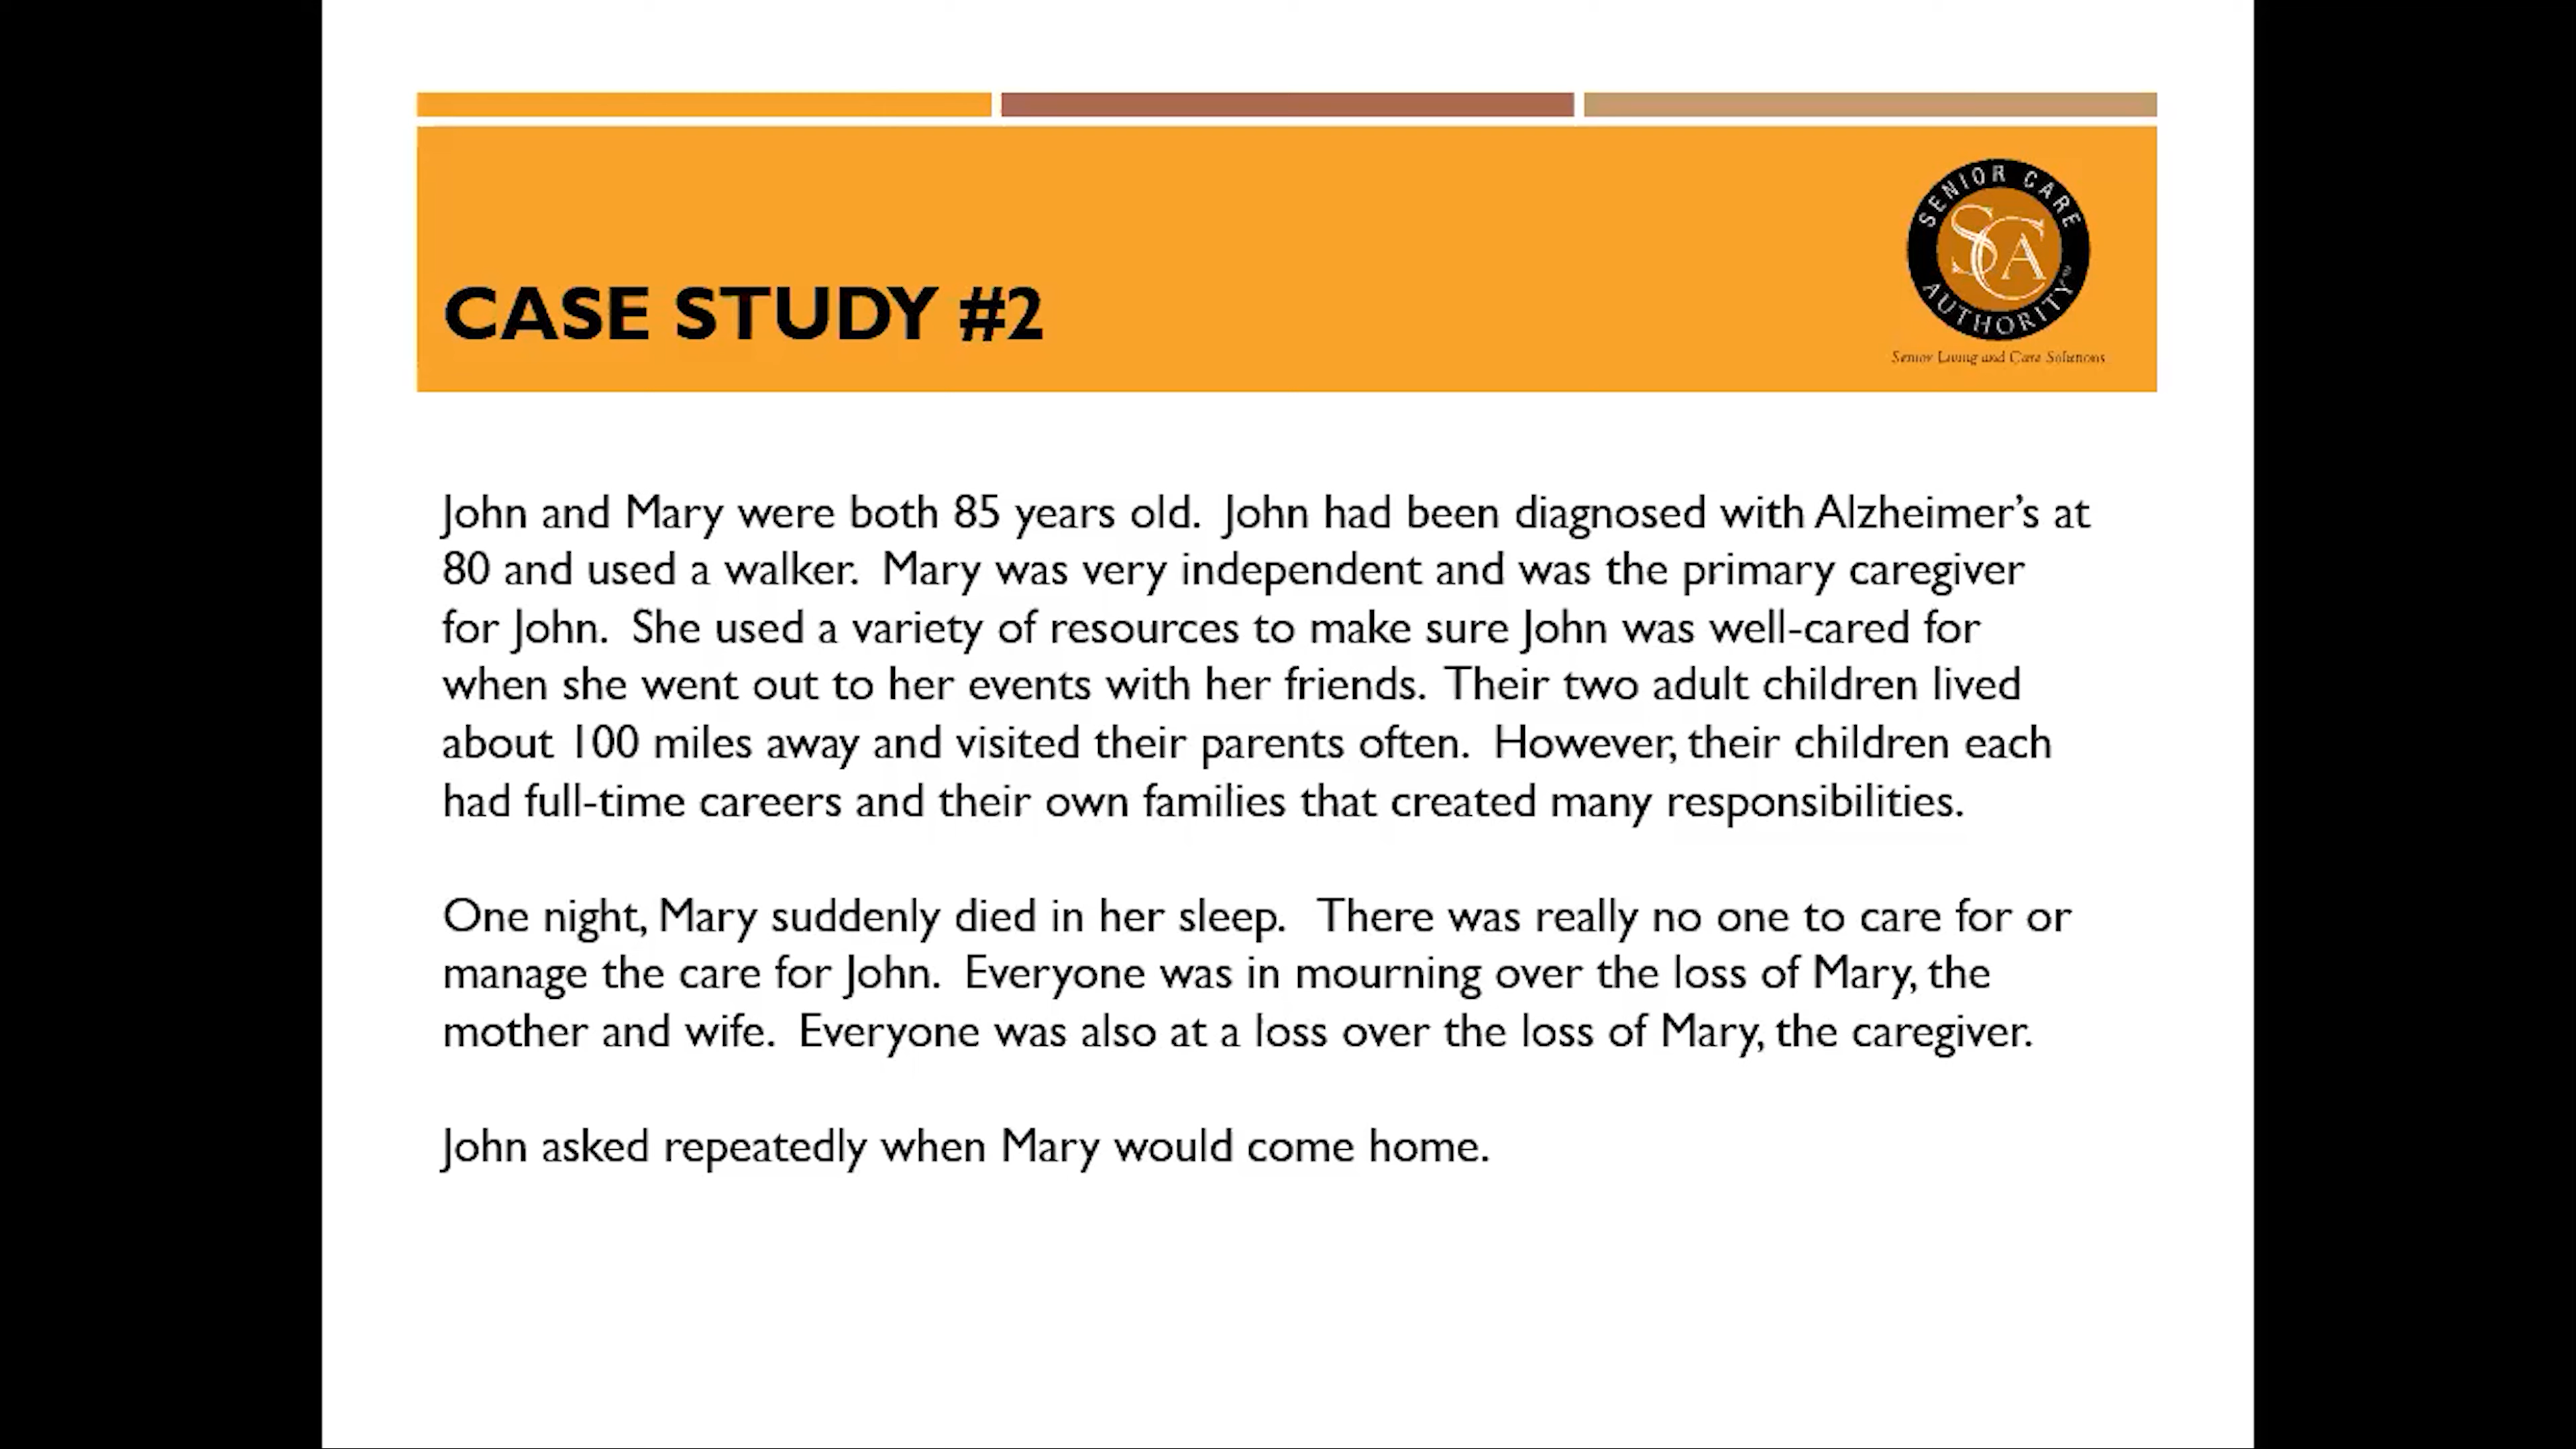 SENIOR CARE
SCA
AUTHORITY
Senior Living and Care Solutions
CASE STUDY #2
John and Mary were both 85 years old.  John had been diagnosed with Alzheimer’s at
80 and used a walker.  Mary was very independent and was the primary caregiver
for John.  She used a variety of resources to make sure John was well-cared for
when she went out to her events with her friends.  Their two adult children lived
about 100 miles away and visited their parents often.  However, their children each
had full-time careers and their own families that created many responsibilities.
One night, Mary suddenly died in her sleep.   There was really no one to care for or
manage the care for John.  Everyone was in mourning over the loss of Mary, the
mother and wife.  Everyone was also at a loss over the loss of Mary, the caregiver.
John asked repeatedly when Mary would come home.